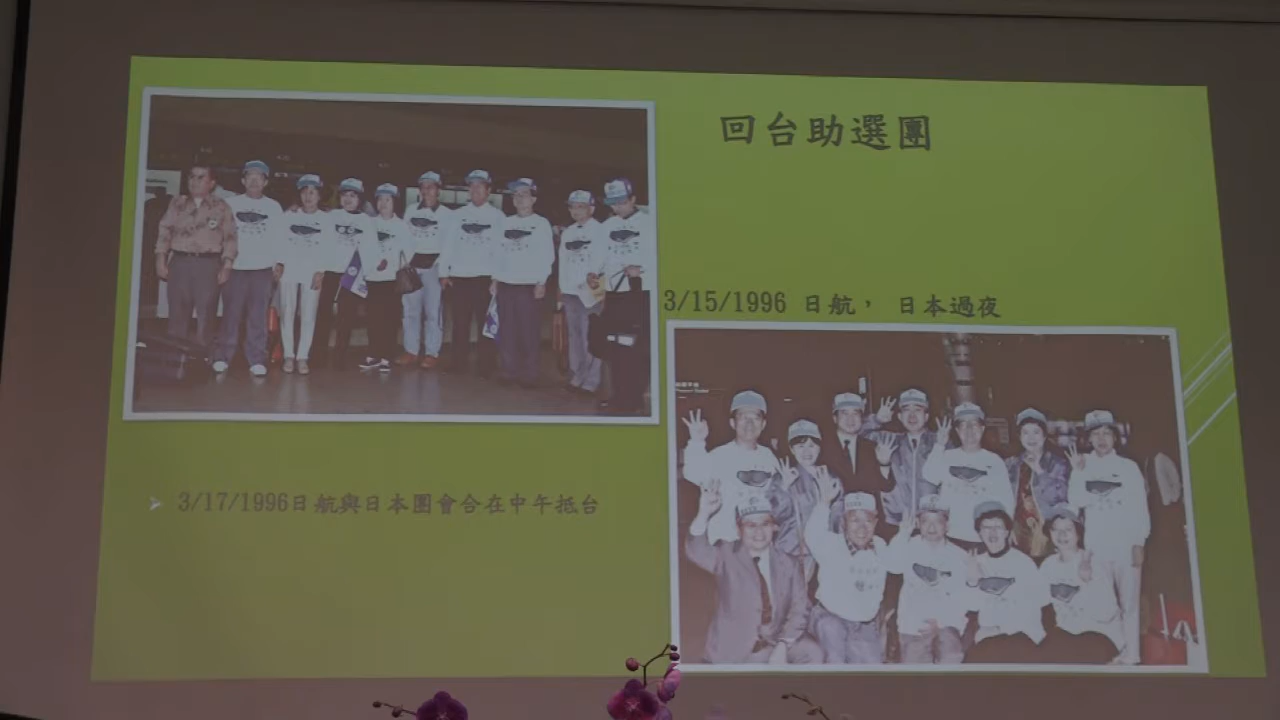 回台助選團
3/15/1996 日航， 日本過夜
3/17/1996日航與日本團會合在中午抵台